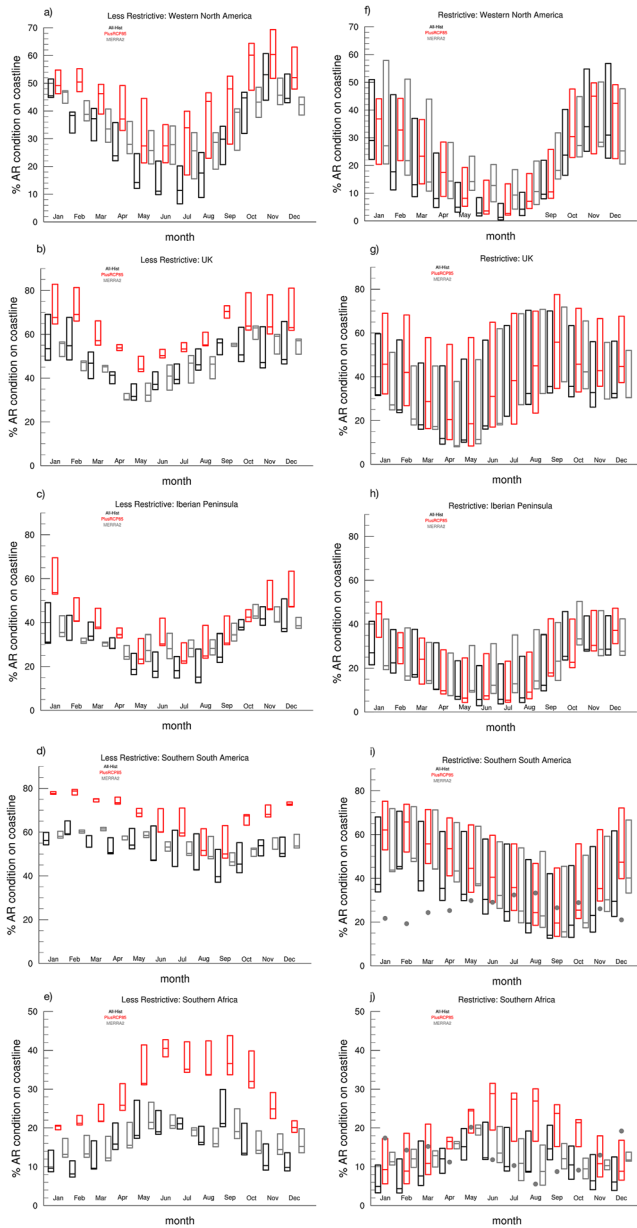 a)
Less Restrictive: Western North America
All-Hist
PlusRCP85
MERRA2
% AR condition on coastline
70
60
50
40
30
20
10
0
Jan Feb Mar Apr May Jun Jul Aug Sep Oct Nov Dec
month
f)
Restrictive: Western North America
All-Hist
PlusRCP85
MERRA2
% AR condition on coastline
70
60
50
40
30
20
10
0
Jan Feb Mar Apr May Jun Jul Aug Sep Oct Nov Dec
month
b)
Less Restrictive: UK
All-Hist
PlusRCP85
MERRA2
% AR condition on coastline
80
60
40
20
0
Jan Feb Mar Apr May Jun Jul Aug Sep Oct Nov Dec
month
g)
Restrictive: UK
All-Hist
PlusRCP85
MERRA2
% AR condition on coastline
80
60
40
20
0
Jan Feb Mar Apr May Jun Jul Aug Sep Oct Nov Dec
month
c)
Less Restrictive: Iberian Peninsula
All-Hist
PlusRCP85
MERRA2
% AR condition on coastline
80
60
40
20
0
Jan Feb Mar Apr May Jun Jul Aug Sep Oct Nov Dec
month
h)
Restrictive: Iberian Peninsula
All-Hist
PlusRCP85
MERRA2
% AR condition on coastline
80
60
40
20
0
Jan Feb Mar Apr May Jun Jul Aug Sep Oct Nov Dec
month
d)
Less Restrictive: Southern South America
All-Hist
PlusRCP85
MERRA2
% AR condition on coastline
80
60
40
20
0
Jan Feb Mar Apr May Jun Jul Aug Sep Oct Nov Dec
month
i)
Restrictive: Southern South America
All-Hist
PlusRCP85
MERRA2
% AR condition on coastline
80
60
40
20
0
Jan Feb Mar Apr May Jun Jul Aug Sep Oct Nov Dec
month
e)
Less Restrictive: Southern Africa
All-Hist
PlusRCP85
MERRA2
% AR condition on coastline
50
40
30
20
10
0
Jan Feb Mar Apr May Jun Jul Aug Sep Oct Nov Dec
month
j)
Restrictive: Southern Africa
All-Hist
PlusRCP85
MERRA2
% AR condition on coastline
50
40
30
20
10
0
Jan Feb Mar Apr May Jun Jul Aug Sep Oct Nov Dec
month